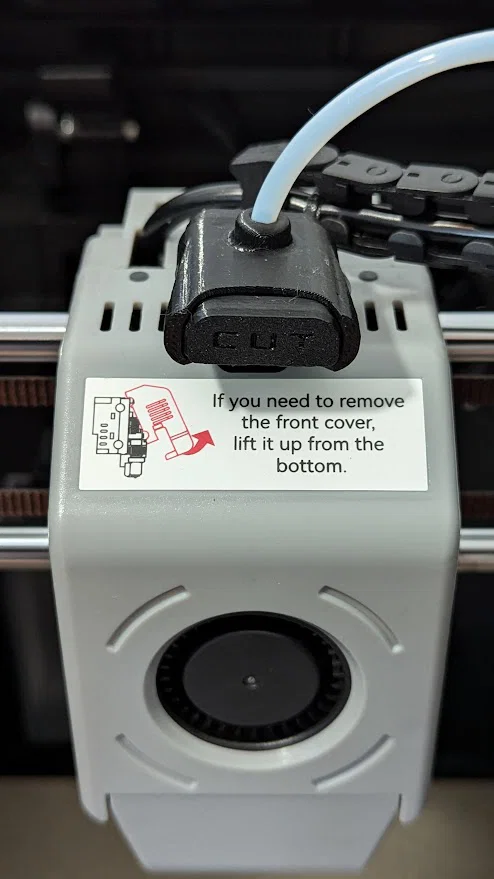 CUT
If you need to remove
the front cover,
lift it up from the
bottom.